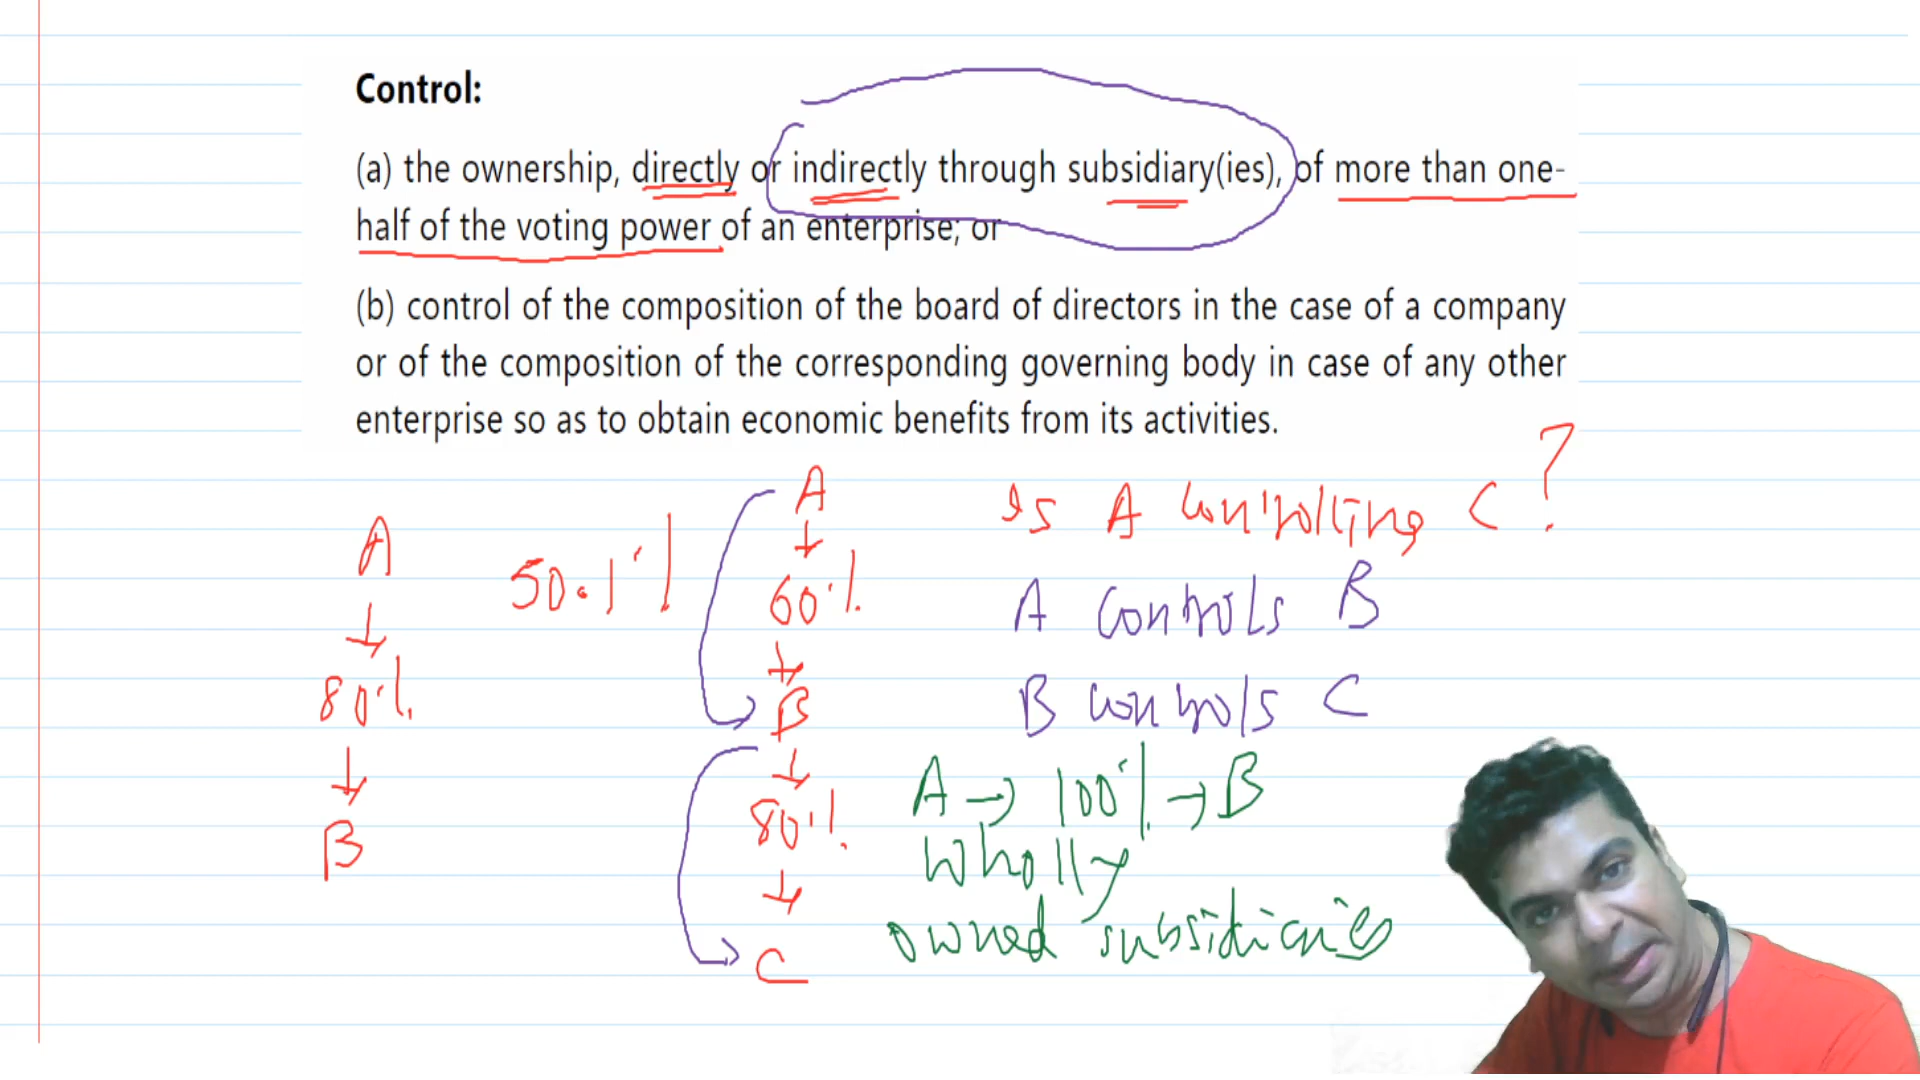 Control:
(a) the ownership, directly or indirectly through subsidiary(ies), of more than one-
half of the voting power of an enterprise; or
(b) control of the composition of the board of directors in the case of a company
or of the composition of the corresponding governing body in case of any other
enterprise so as to obtain economic benefits from its activities.
A
80%
B
50.1%
A
60%
B
80%
C
Is A controlling C ?
A controls B
B controls C
A → 100% → B
Wholly
owned subsidiaries